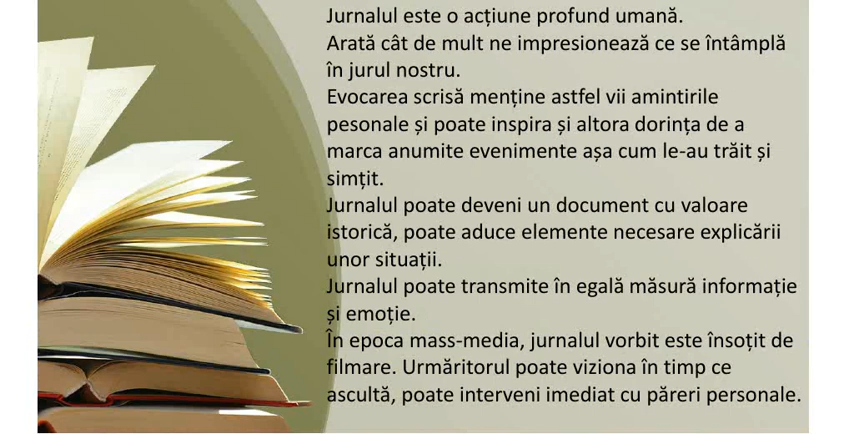 Jurnalul este o acțiune profund umană.
Arată cât de mult ne impresionează ce se întâmplă
în jurul nostru.
Evocarea scrisă menține astfel vii amintirile
pesonale și poate inspira și altora dorința de a
marca anumite evenimente așa cum le-au trăit și
simțit.
Jurnalul poate deveni un document cu valoare
istorică, poate aduce elemente necesare explicării
unor situații.
Jurnalul poate transmite în egală măsură informație
și emoție.
În epoca mass-media, jurnalul vorbit este însoțit de
filmare. Urmăritorul poate viziona în timp ce
ascultă, poate interveni imediat cu păreri personale.